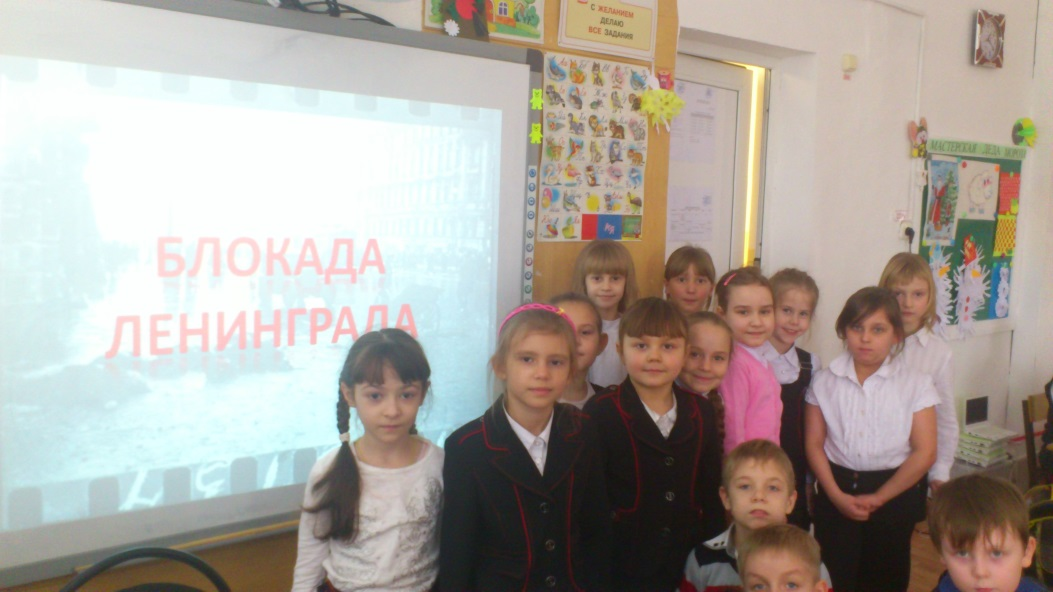 БЛОКАДА
ЛЕНИНГРАДА
С ЖЕЛАНИЕМ
ДЕЛАЮ
ВСЕ ЗАДАНИЯ
МАСТЕРСКАЯ ДЕДА МОРОЗА